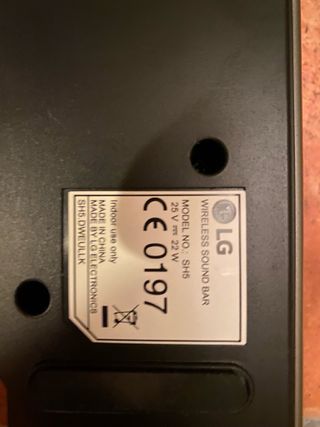 LG
WIRELESS SOUND BAR
MODEL NO.: SH5
25 V ⎓ 22 W
CE 0197
Indoor use only
MADE IN CHINA
MADE BY LG ELECTRONICS
SH5.DWEULLK